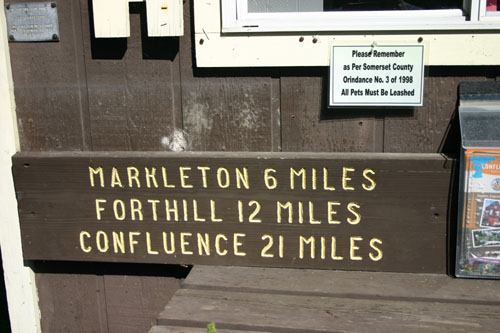 Please Remember
as Per Somerset County
Orindance No. 3 of 1998
All Pets Must Be Leashed
MARKLETON 6 MILES
FORTHILL 12 MILES
CONFLUENCE 21 MILES